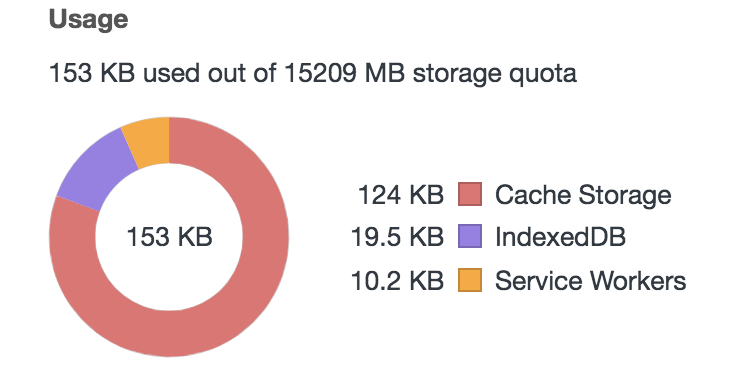 Usage
153 KB used out of 15209 MB storage quota
153 KB
124 KB Cache Storage
19.5 KB IndexedDB
10.2 KB Service Workers